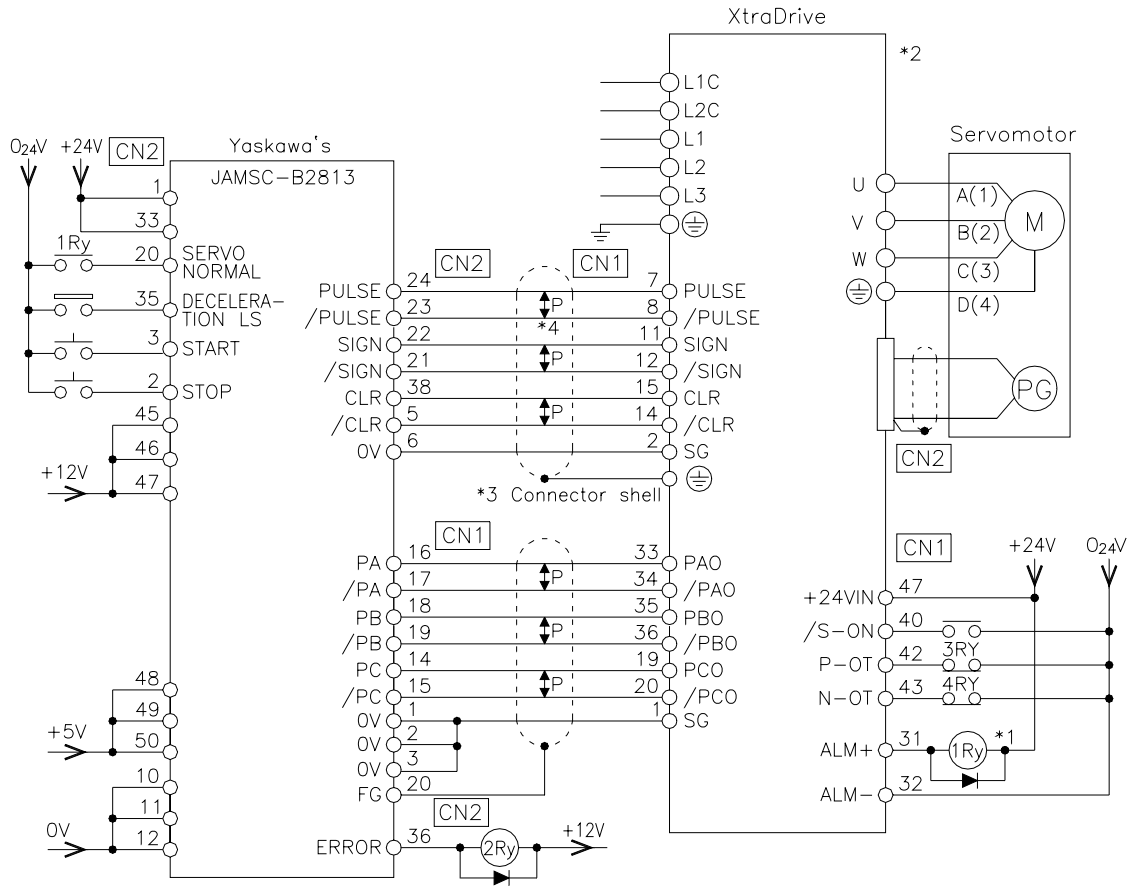 XtraDrive
*2
L1C
L2C
L1
L2
L3
Servomotor
U
V
W
A(1)
B(2)
C(3)
D(4)
M
PG
CN2
O24V
+24V
CN2
Yaskawa's
JAMSC-B2813
1
33
1Ry
20 SERVO
NORMAL
35 DECELERA-
TION LS
3 START
2 STOP
45
46
+12V
47
48
49
+5V
50
10
11
0V
12
CN2
CN1
PULSE 24 P 7 PULSE
/PULSE 23 8 /PULSE
*4
SIGN 22 P 11 SIGN
/SIGN 21 12 /SIGN
CLR 38 P 15 CLR
/CLR 5 14 /CLR
0V 6 2 SG
*3 Connector shell
CN1
PA 16 P 33 PAO
/PA 17 34 /PAO
PB 18 P 35 PBO
/PB 19 36 /PBO
PC 14 P 19 PCO
/PC 15 20 /PCO
0V 1 1 SG
0V 2
0V 3
FG 20
CN2
ERROR 36 2Ry +12V
CN1
+24V
O24V
+24VIN 47
/S-ON 40
P-OT 42 3RY
N-OT 43 4RY
ALM+ 31 1Ry *1
ALM- 32